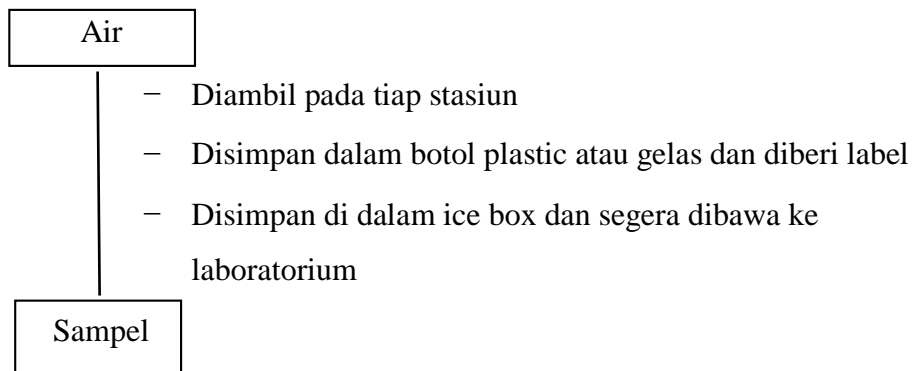 Air
− Diambil pada tiap stasiun
− Disimpan dalam botol plastic atau gelas dan diberi label
− Disimpan di dalam ice box dan segera dibawa ke
laboratorium
Sampel